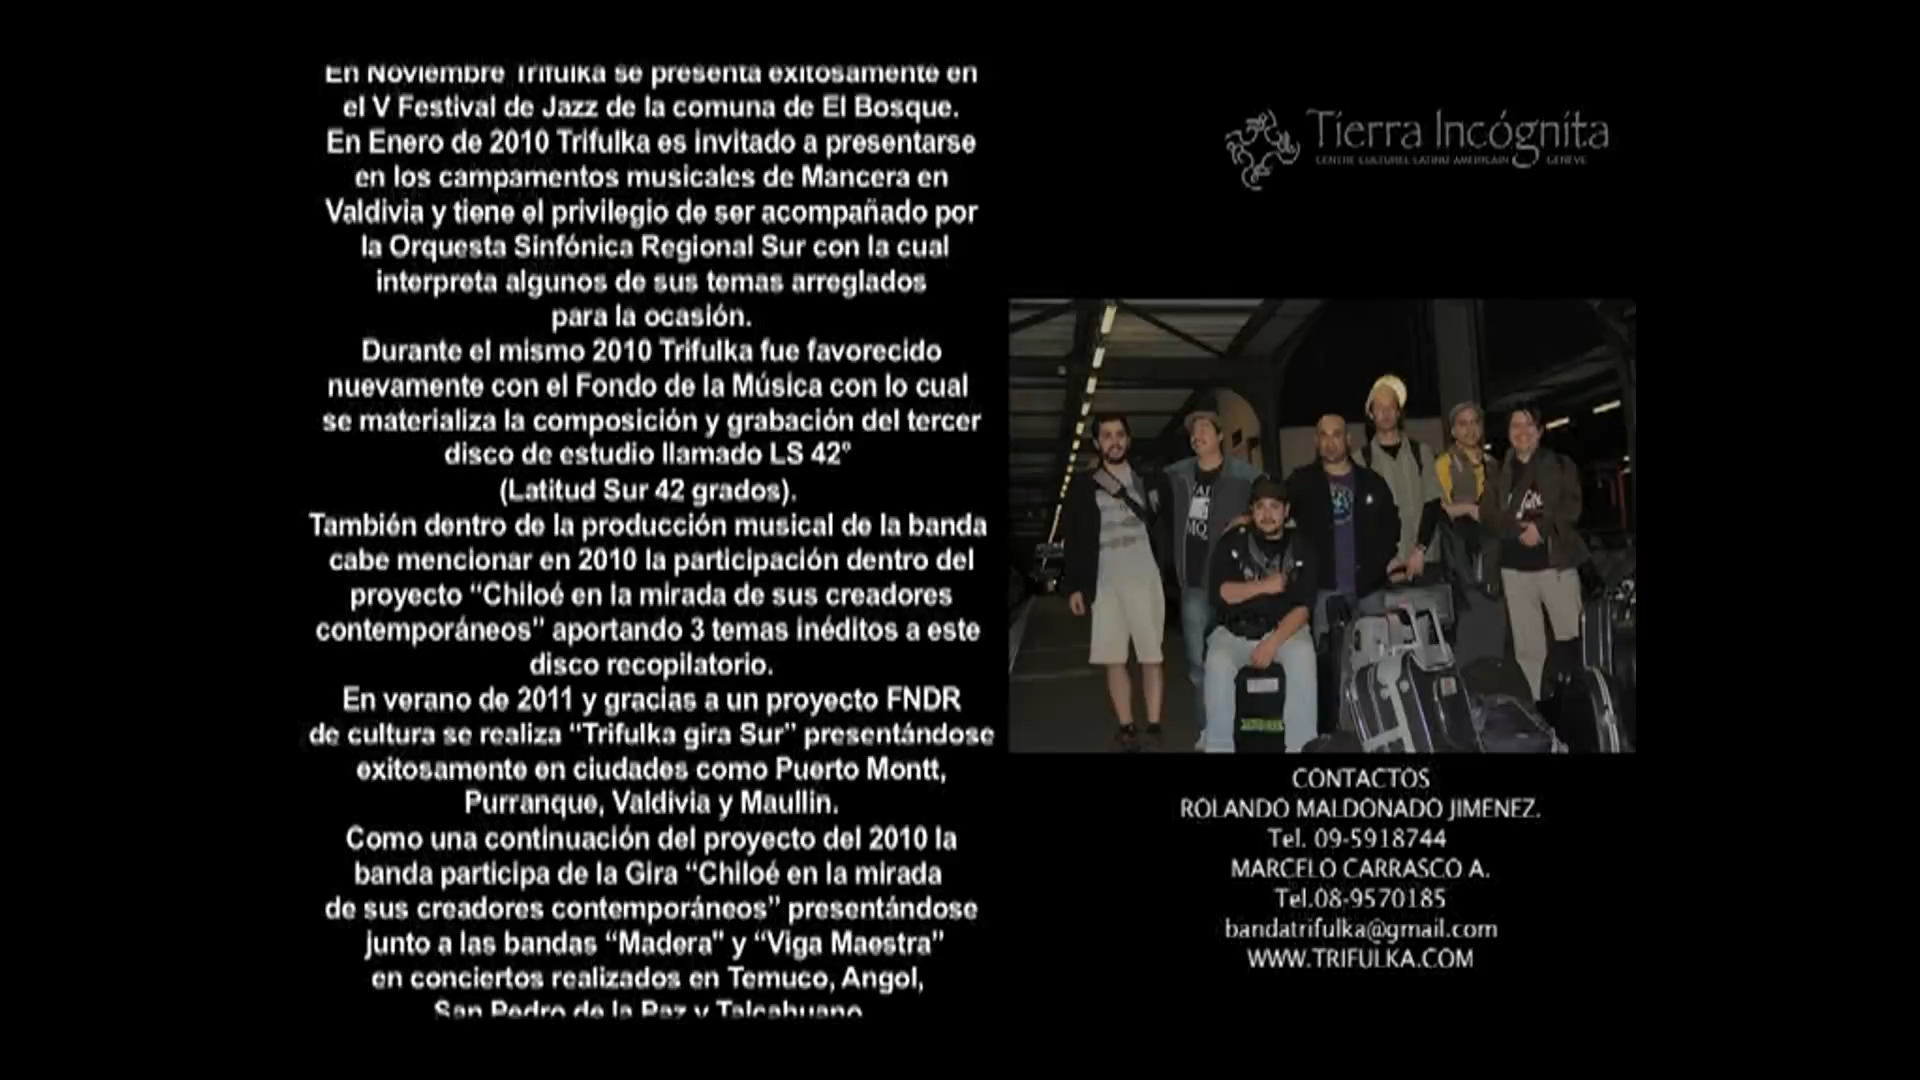 En Noviembre Trifulka se presenta exitosamente en
el V Festival de Jazz de la comuna de El Bosque.
En Enero de 2010 Trifulka es invitado a presentarse
en los campamentos musicales de Mancera en
Valdivia y tiene el privilegio de ser acompañado por
la Orquesta Sinfónica Regional Sur con la cual
interpreta algunos de sus temas arreglados
para la ocasión.
Durante el mismo 2010 Trifulka fue favorecido
nuevamente con el Fondo de la Música con lo cual
se materializa la composición y grabación del tercer
disco de estudio llamado LS 42°
(Latitud Sur 42 grados).
También dentro de la producción musical de la banda
cabe mencionar en 2010 la participación dentro del
proyecto “Chiloé en la mirada de sus creadores
contemporáneos” aportando 3 temas inéditos a este
disco recopilatorio.
En verano de 2011 y gracias a un proyecto FNDR
de cultura se realiza “Trifulka gira Sur” presentándose
exitosamente en ciudades como Puerto Montt,
Purranque, Valdivia y Maullin.
Como una continuación del proyecto del 2010 la
banda participa de la Gira “Chiloé en la mirada
de sus creadores contemporáneos” presentándose
junto a las bandas “Madera” y “Viga Maestra”
en conciertos realizados en Temuco, Angol,
San Pedro de la Paz y Talcahuano
Tierra Incógnita
CENTRE CULTUREL LATINO AMERICAIN GENÈVE
CONTACTOS
ROLANDO MALDONADO JIMENEZ.
Tel. 09-5918744
MARCELO CARRASCO A.
Tel.08-9570185
bandatrifulka@gmail.com
WWW.TRIFULKA.COM